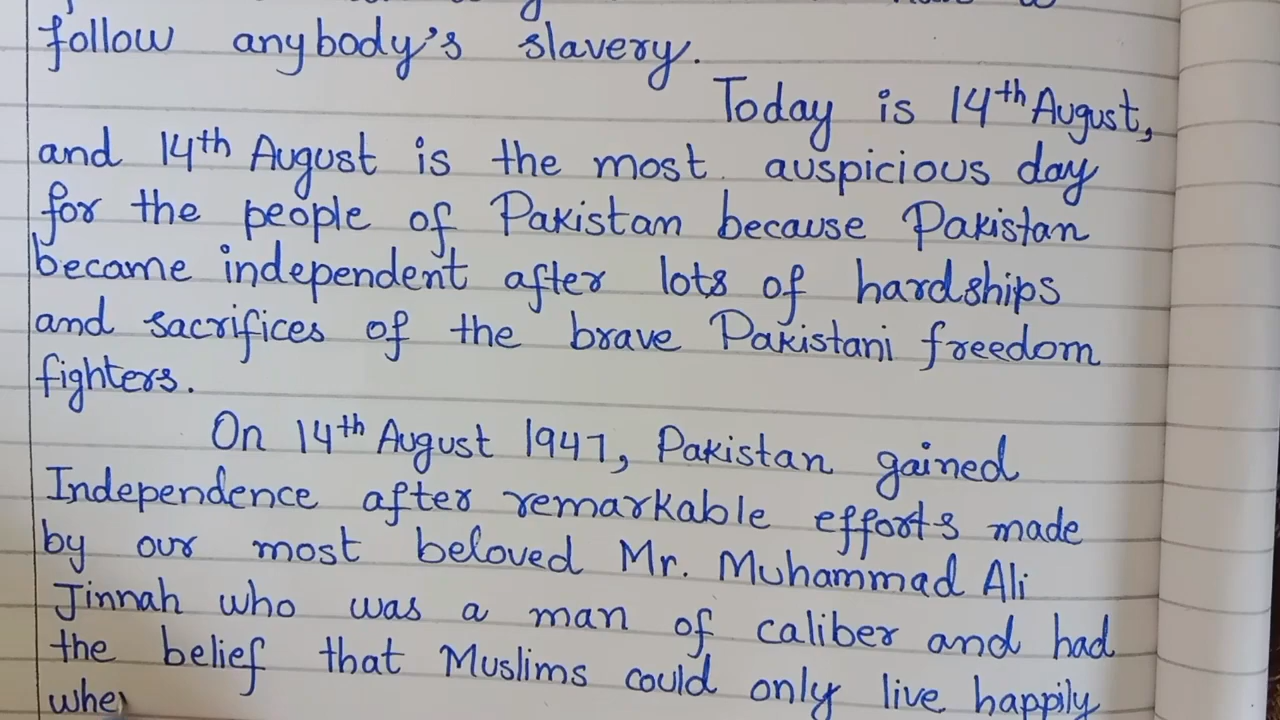 follow anybody's slavery.
Today is 14th August,
and 14th August is the most auspicious day
for the people of Pakistan because Pakistan
became independent after lots of hardships
and sacrifices of the brave Pakistani freedom
fighters.
On 14th August 1947, Pakistan gained
Independence after remarkable efforts made
by our most beloved Mr. Muhammad Ali
Jinnah who was a man of caliber and had
the belief that Muslims could only live happily